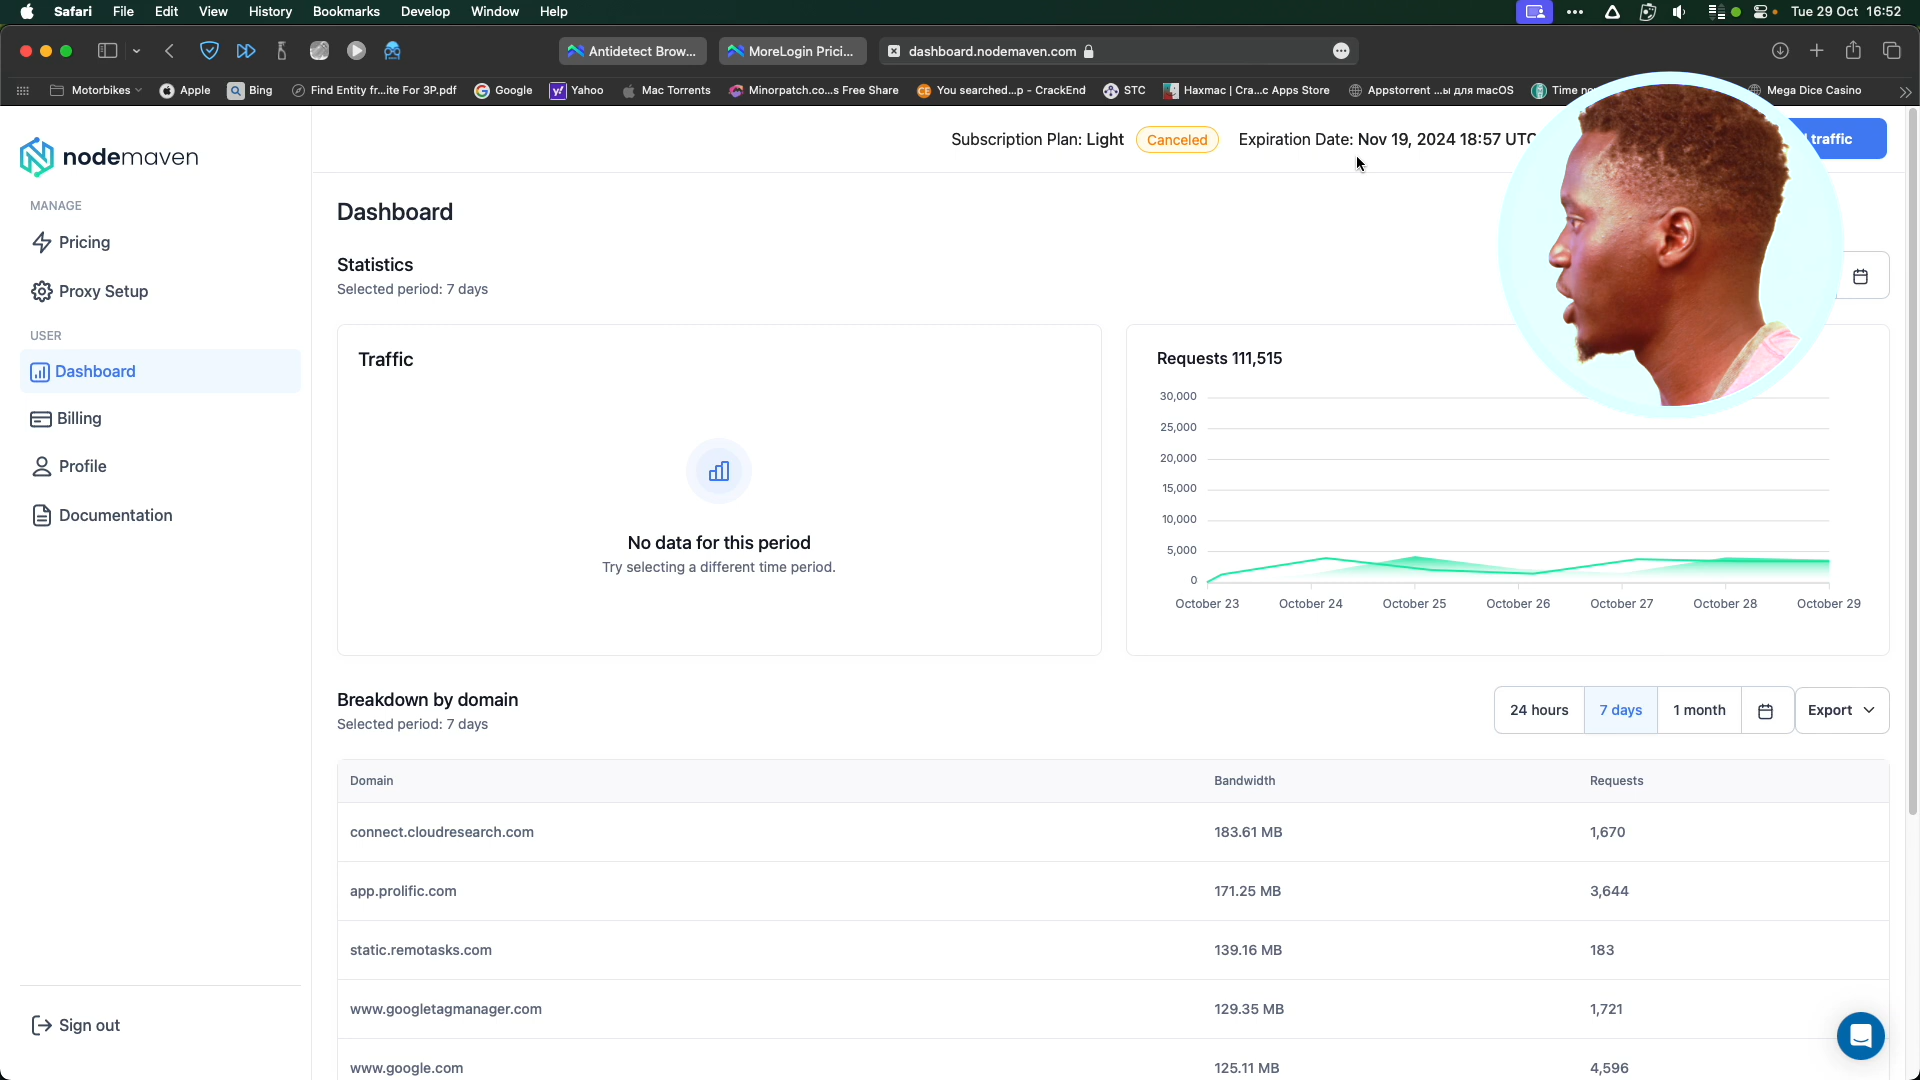 Safari File Edit View History Bookmarks Develop Window Help Tue 29 Oct 16:52
Antidetect Brow... MoreLogin Prici... dashboard.nodemaven.com
Motorbikes Apple Bing Find Entity fr...ite For 3P.pdf Google Yahoo Mac Torrents Minorpatch.co...s Free Share You searched...p - CrackEnd STC Haxmac | Cra...c Apps Store Appstorrent ...ы для macOS Time Mega Dice Casino
nodemaven
Subscription Plan: Light Canceled Expiration Date: Nov 19, 2024 18:57 UTC traffic
MANAGE
Pricing
Proxy Setup
USER
Dashboard
Billing
Profile
Documentation
Sign out
Dashboard
Statistics
Selected period: 7 days
Traffic
No data for this period
Try selecting a different time period.
Requests 111,515
30,000
25,000
20,000
15,000
10,000
5,000
0
October 23 October 24 October 25 October 26 October 27 October 28 October 29
Breakdown by domain
Selected period: 7 days
24 hours 7 days 1 month Export
Domain Bandwidth Requests
connect.cloudresearch.com 183.61 MB 1,670
app.prolific.com 171.25 MB 3,644
static.remotasks.com 139.16 MB 183
www.googletagmanager.com 129.35 MB 1,721
www.google.com 125.11 MB 4,596